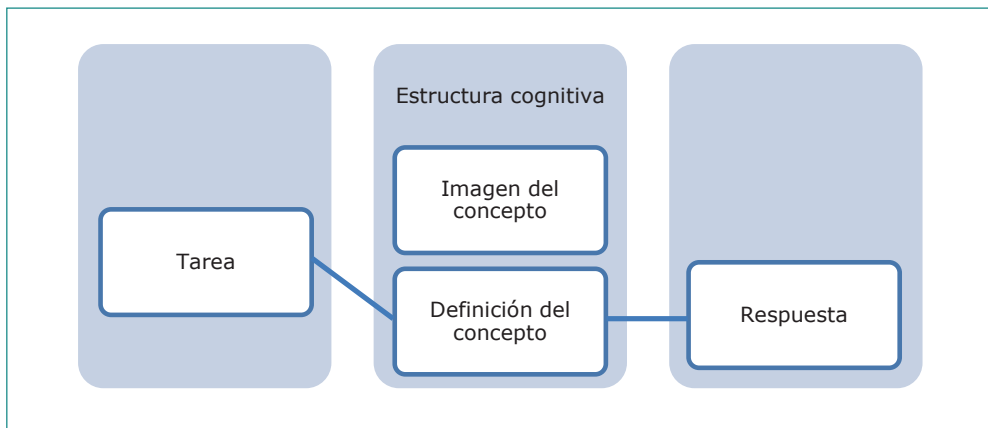 Estructura cognitiva
Imagen del
concepto
Tarea
Definición del
concepto
Respuesta